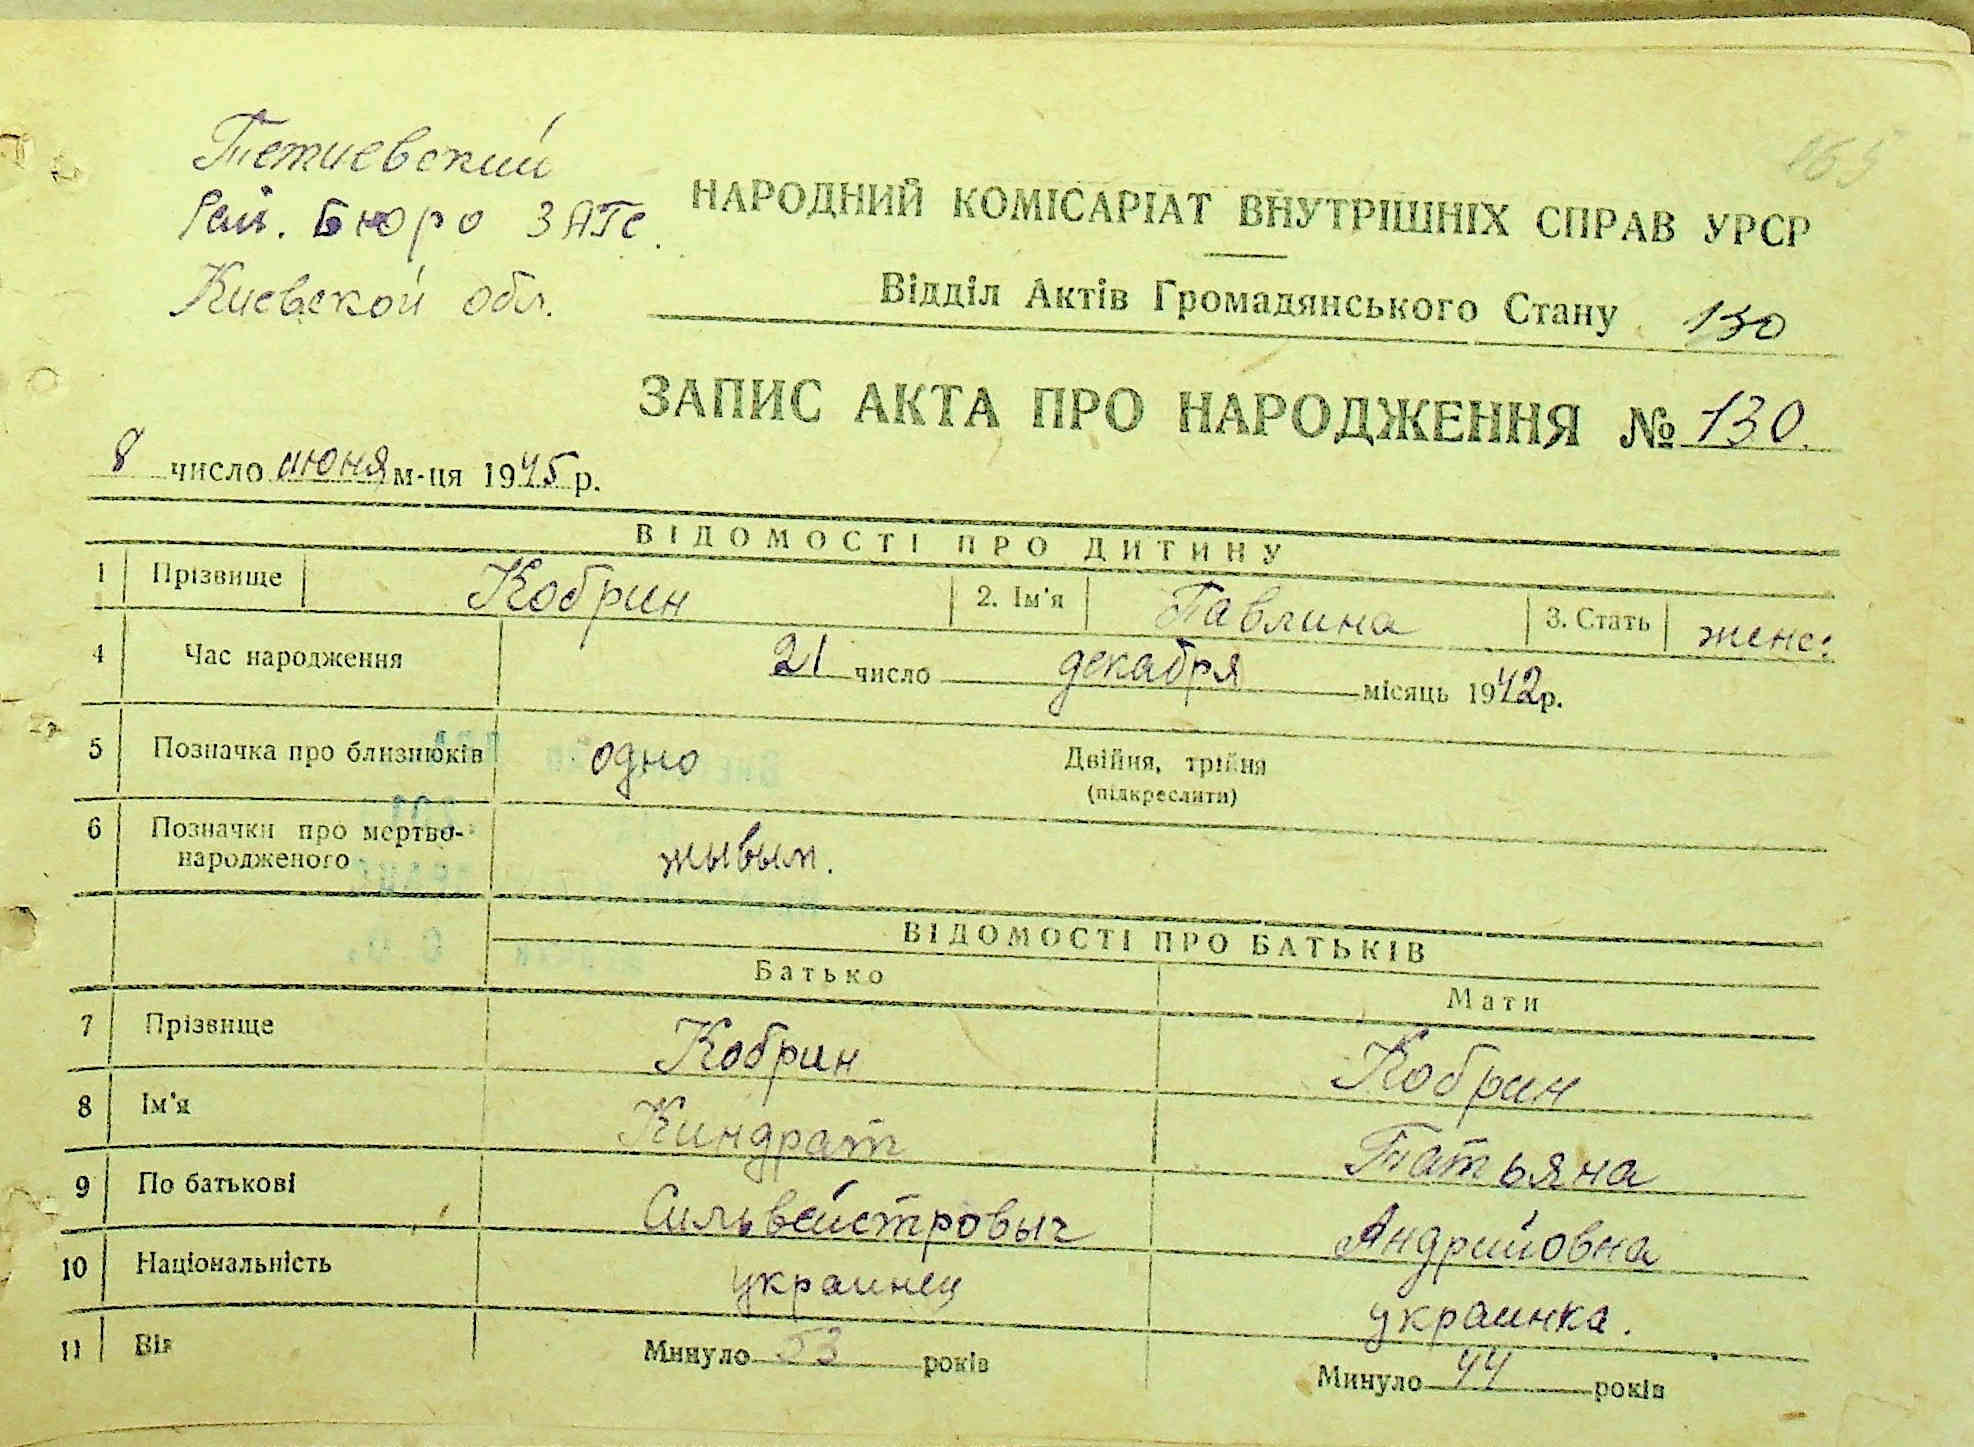 165
Тетиевский
Рай. Бюро ЗАГС.
Киевской обл.
НАРОДНИЙ КОМІСАРІАТ ВНУТРІШНІХ СПРАВ УРСР
Відділ Актів Громадянського Стану 130
ЗАПИС АКТА ПРО НАРОДЖЕННЯ № 130.
8 число июня м-ця 1945 р.
ВІДОМОСТІ ПРО ДИТИНУ
1 Прізвище Кобрин 2. Ім'я Павлина 3. Стать женс:
4 Час народження 21 число декабря місяць 1942 р.
5 Позначка про близнюків одно Двійня, трійня
(підкреслити)
6 Позначки про мертво-
народженого жывым.
ВІДОМОСТІ ПРО БАТЬКІВ
Батько Мати
7 Прізвище Кобрин Кобрин
8 Ім'я Киндрат Татьяна
9 По батькові Сильвейстровыч Андрийовна
10 Національність украинец украинка.
11 Вік Минуло 53 років Минуло 44 років